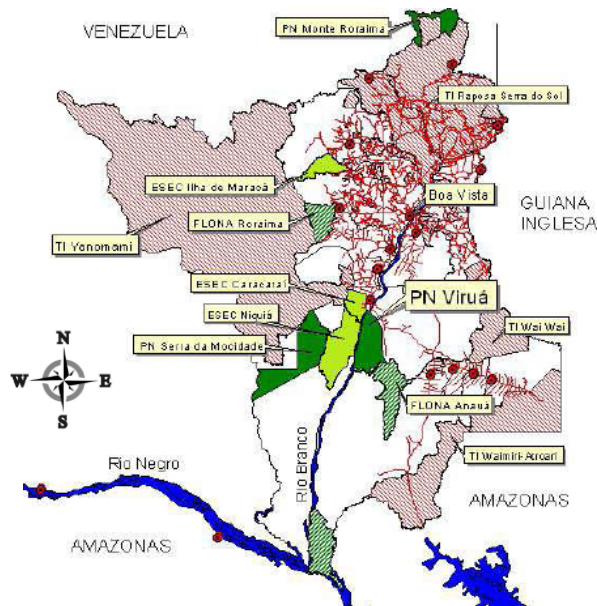 VENEZUELA
PN Monte Roraima
TI Raposa Serra do Sol
ESEC Ilha de Maracá
Boa Vista
GUIANA
INGLESA
FLONA Roraima
TI Yanomami
ESEC Caracaraí
PN Viruá
ESEC Niquiá
TI Wai Wai
PN Serra da Mocidade
N
W
E
S
FLONA Anauá
TI Waimiri-Atroari
Rio Negro
Rio Branco
AMAZONAS
AMAZONAS